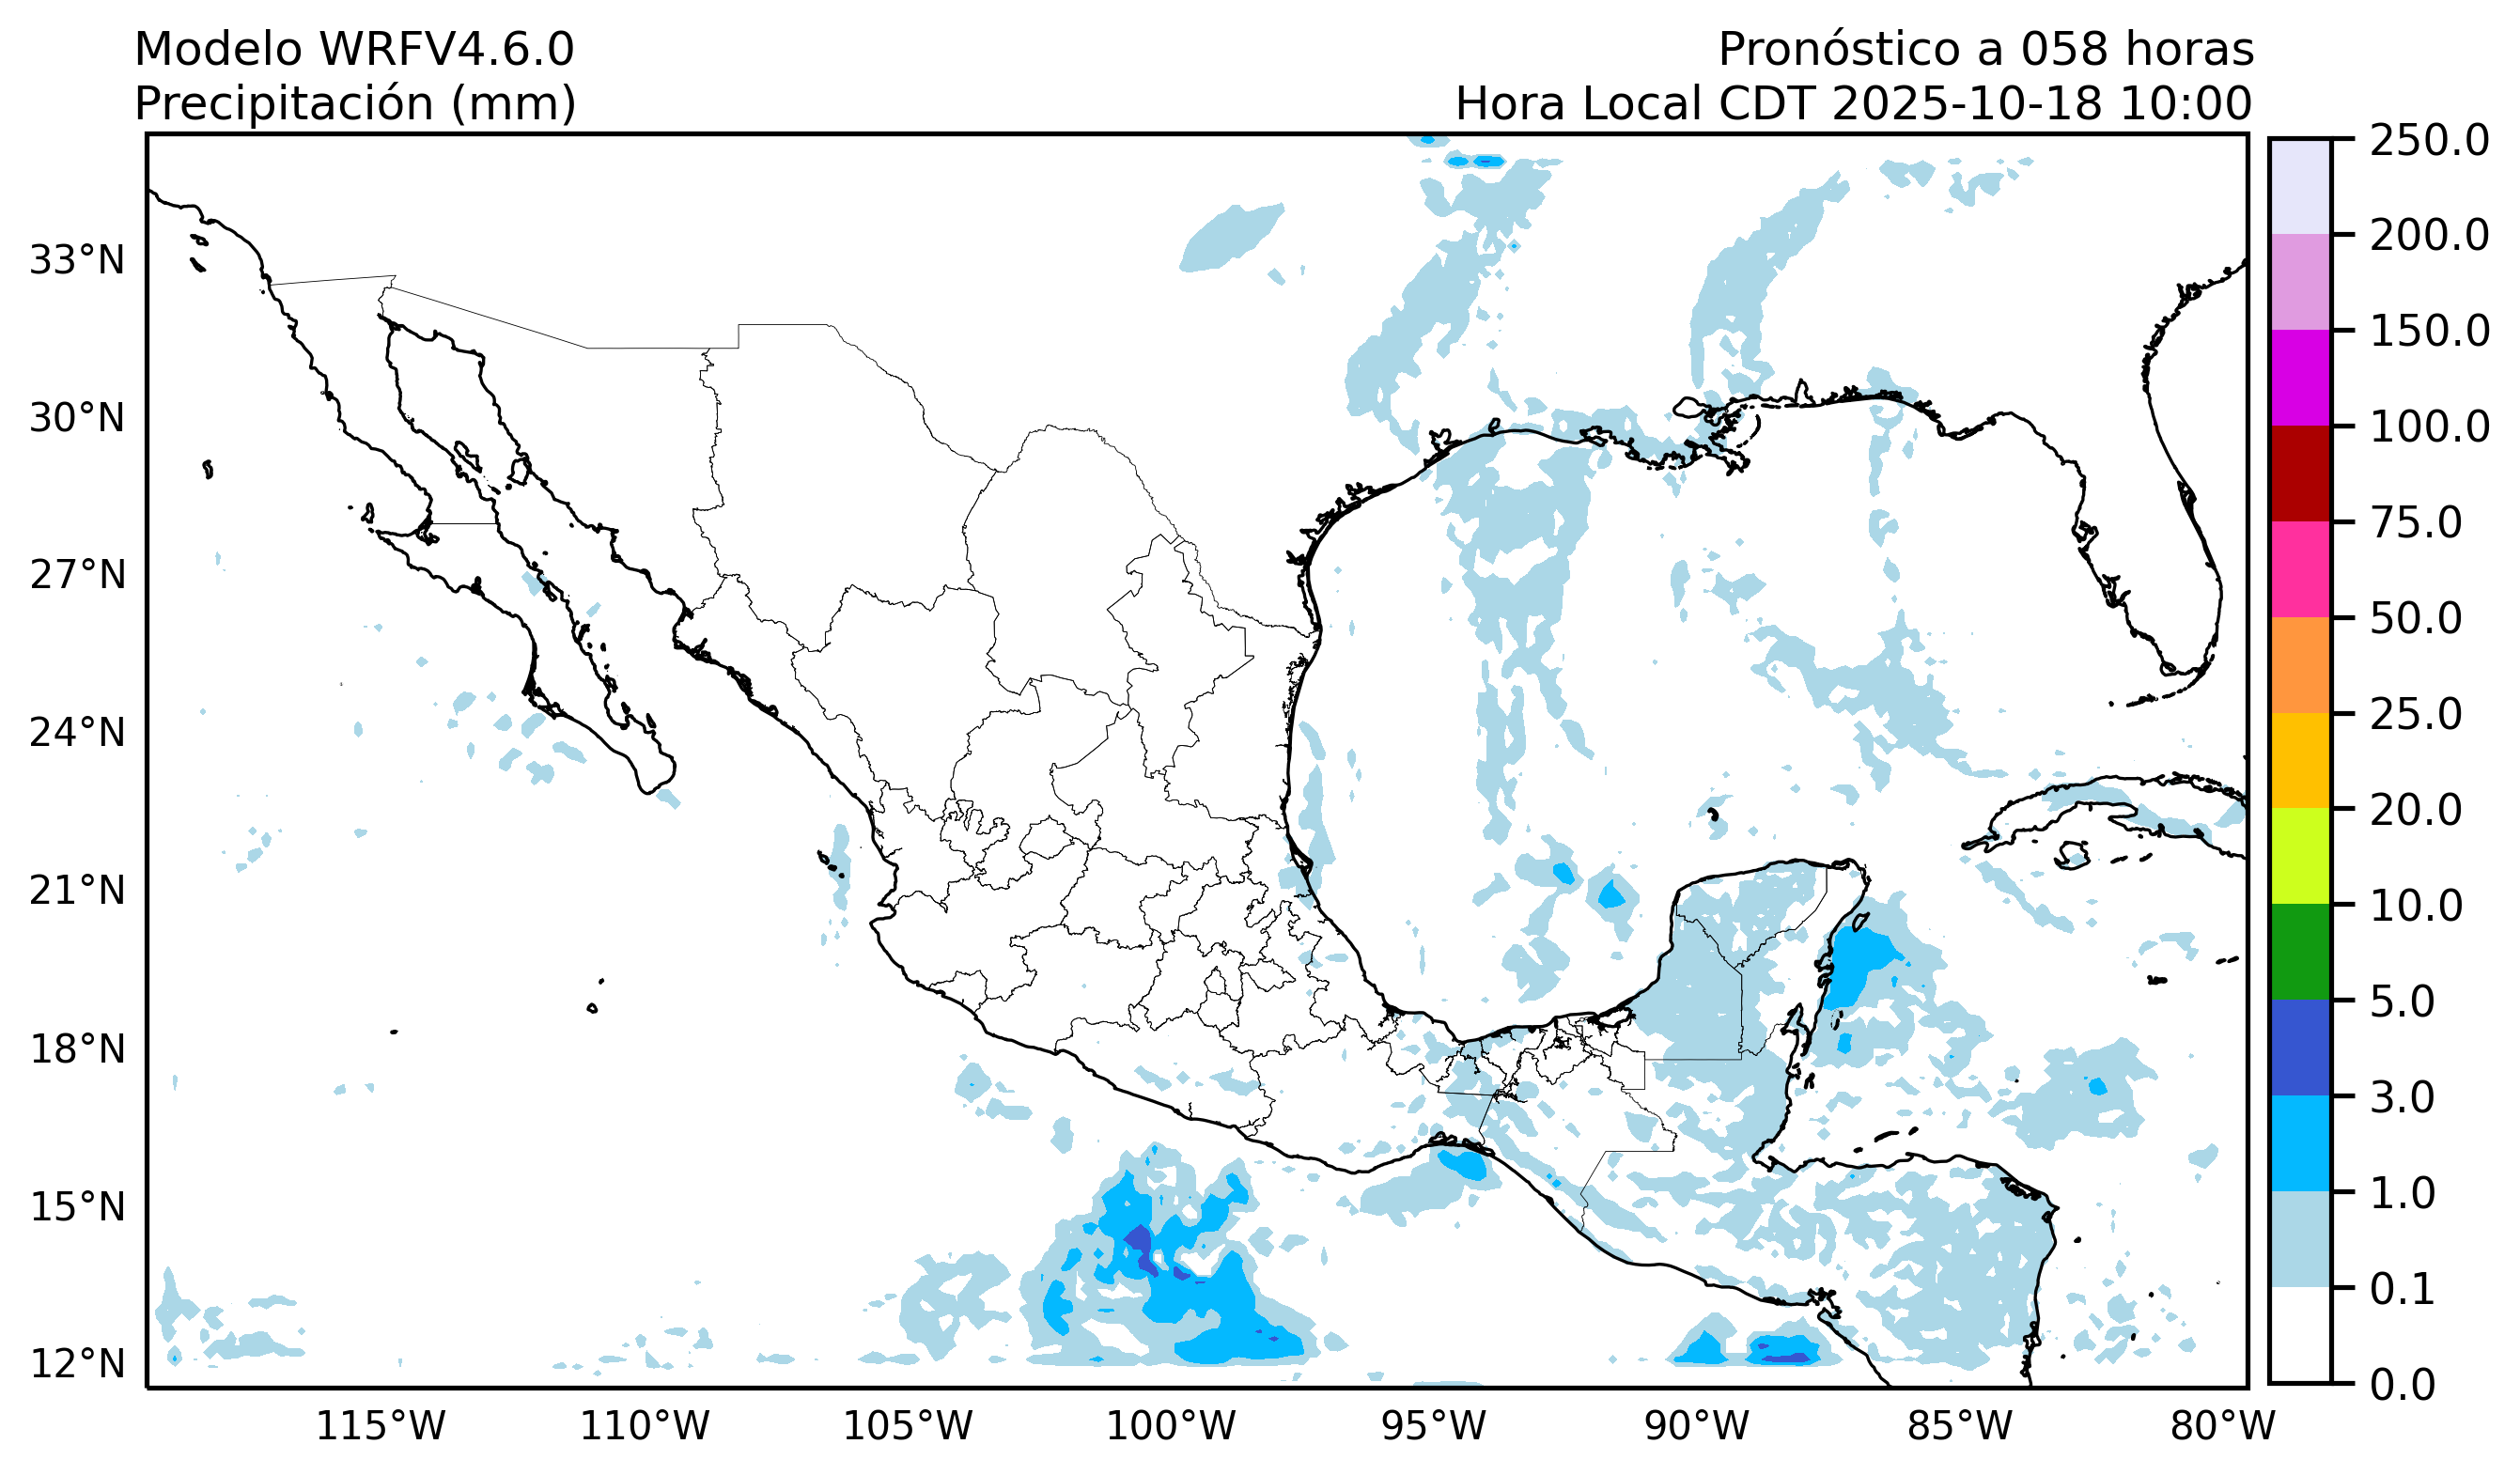 Modelo WRFV4.6.0
Precipitación (mm)
Pronóstico a 058 horas
Hora Local CDT 2025-10-18 10:00
33°N
30°N
27°N
24°N
21°N
18°N
15°N
12°N
115°W
110°W
105°W
100°W
95°W
90°W
85°W
80°W
250.0
200.0
150.0
100.0
75.0
50.0
25.0
20.0
10.0
5.0
3.0
1.0
0.1
0.0